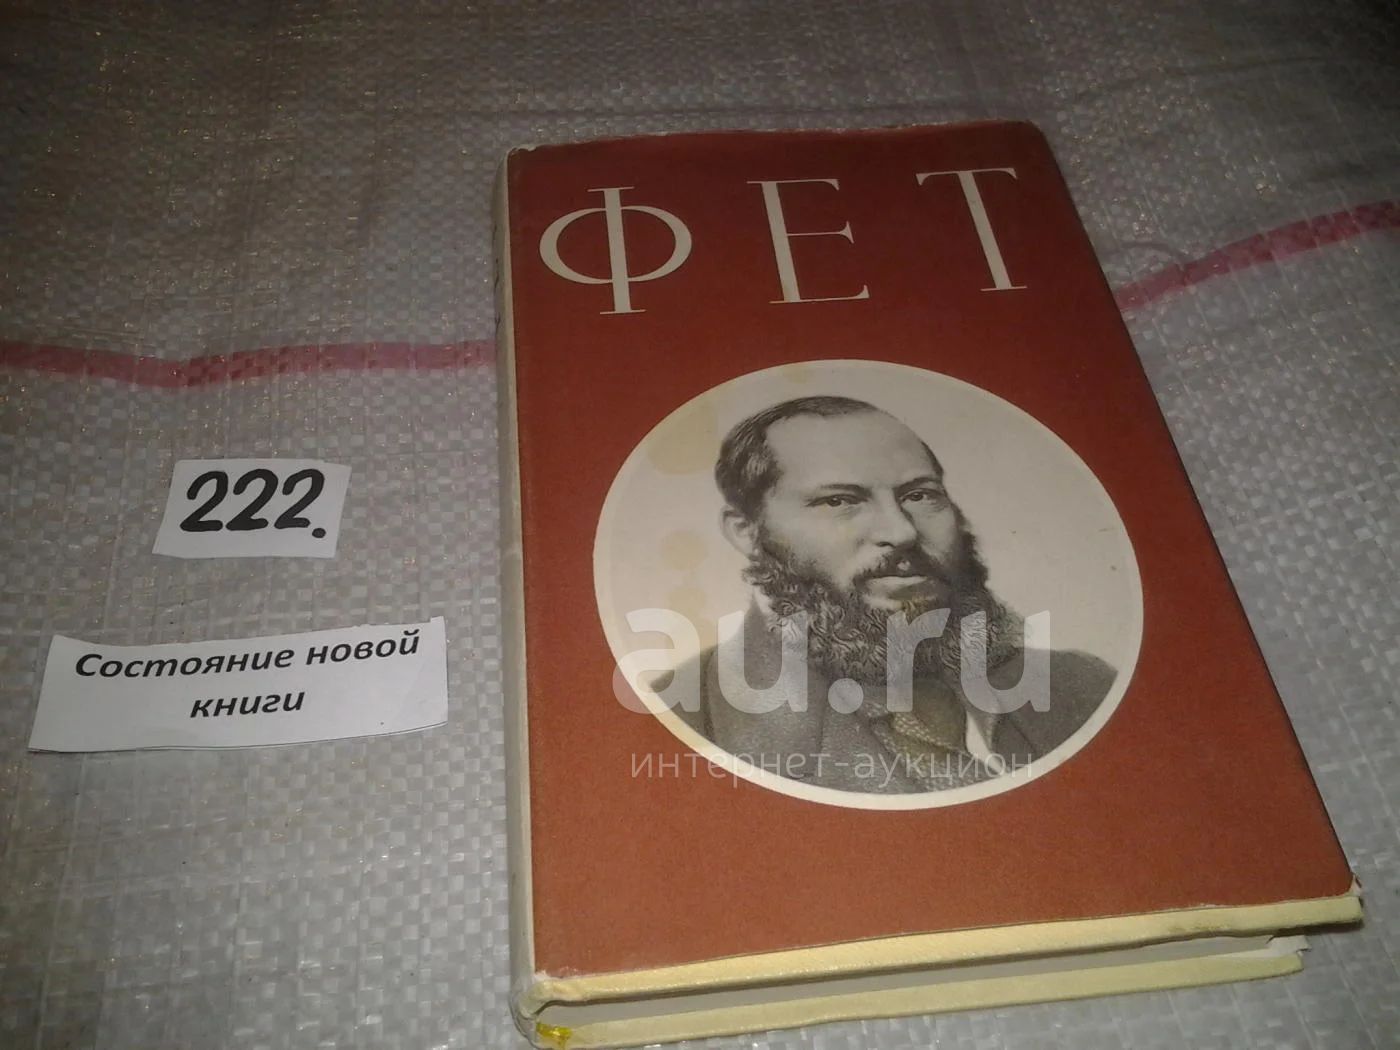 ФЕТ
222.
Состояние новой
книги
au.ru
интернет-аукцион